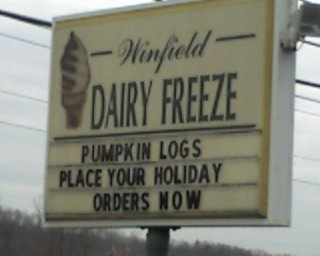 Winfield
DAIRY FREEZE
PUMPKIN LOGS
PLACE YOUR HOLIDAY
ORDERS NOW